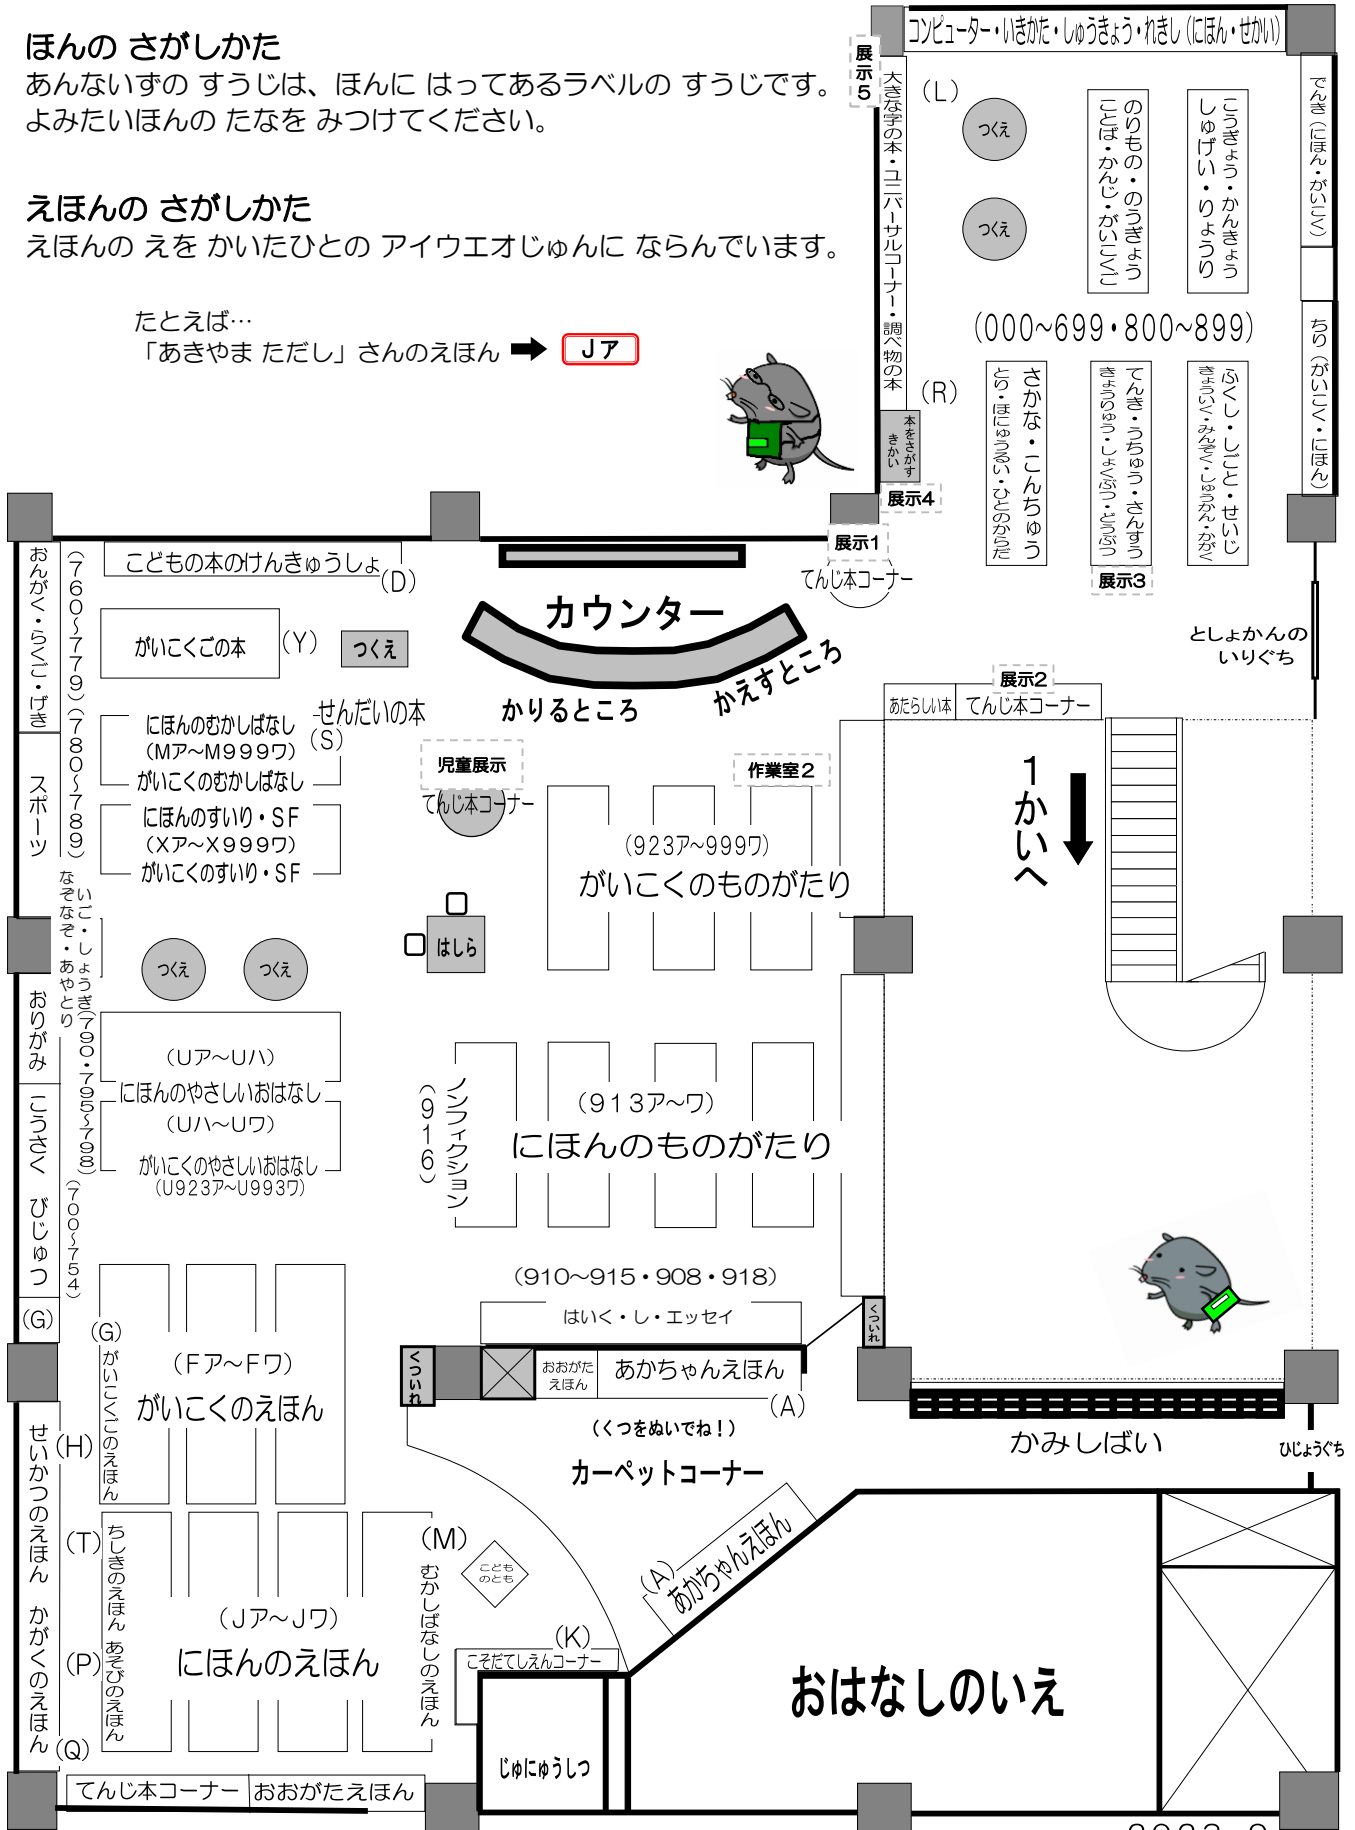 ほんの さがしかた
あんないずの すうじは、ほんに はってあるラベルの すうじです。
よみたいほんの たなを みつけてください。
えほんの さがしかた
えほんの えを かいたひとの アイウエオじゅんに ならんでいます。
たとえば…
「あきやま ただし」さんのえほん
Jア
コンピューター・いきかた・しゅうきょう・れきし（にほん・せかい）
展示5
大きな字の本・ユニバーサルコーナー・調べ物の本
(L)
つくえ
つくえ
のりもの・のうぎょう
ことば・かんじ・がいこくご
こうぎょう・かんきょう
しゅげい・りょうり
でんき（にほん・がいこく）
ちり（がいこく・にほん）
(000～699・800～899)
(R)
本をさがす
きかい
展示4
さかな・こんちゅう
とり・ほにゅうるい・ひとのからだ
てんき・うちゅう・さんすう
きょうりゅう・しょくぶつ・どうぶつ
展示3
ふくし・しごと・せいじ
きょういく・みんぞく・しゅうかん・かがく
としょかんの
いりぐち
展示1
てんじ本コーナー
カウンター
かりるところ
かえすところ
展示2
あたらしい本
てんじ本コーナー
1かいへ
おんがく・らくご・げき
(760～779)
こどもの本のけんきゅうしょ
(D)
がいこくごの本
(Y)
つくえ
スポーツ
(780～789)
にほんのむかしばなし
(Mア～M999ワ)
がいこくのむかしばなし
せんだいの本
(S)
にほんのすいり・SF
(Xア～X999ワ)
がいこくのすいり・SF
児童展示
てんじ本コーナー
作業室2
(923ア～999ワ)
がいこくのものがたり
はしら
なぞなぞ・あやとり
いご・しょうぎ(790・795～798)
つくえ
つくえ
おりがみ
(Uア～Uハ)
にほんのやさしいおはなし
(Uハ～Uワ)
がいこくのやさしいおはなし
(U923ア～U993ワ)
こうさく
びじゅつ
(700～754)
(G)
ノンフィクション
(916)
(913ア～ワ)
にほんのものがたり
(910～915・908・918)
はいく・し・エッセイ
くついれ
くついれ
おおがた
えほん
あかちゃんえほん
(A)
(くつをぬいでね！)
カーペットコーナー
(G)
がいこくごのえほん
(Fア～Fワ)
がいこくのえほん
(H)
せいかつのえほん
かがくのえほん
(T)
ちしきのえほん
(P)
あそびのえほん
(Q)
(Jア～Jワ)
にほんのえほん
(M)
むかしばなしのえほん
こども
のとも
(A)
あかちゃんえほん
(K)
こそだてしえんコーナー
じゅにゅうしつ
おはなしのいえ
かみしばい
ひじょうぐち
てんじ本コーナー
おおがたえほん